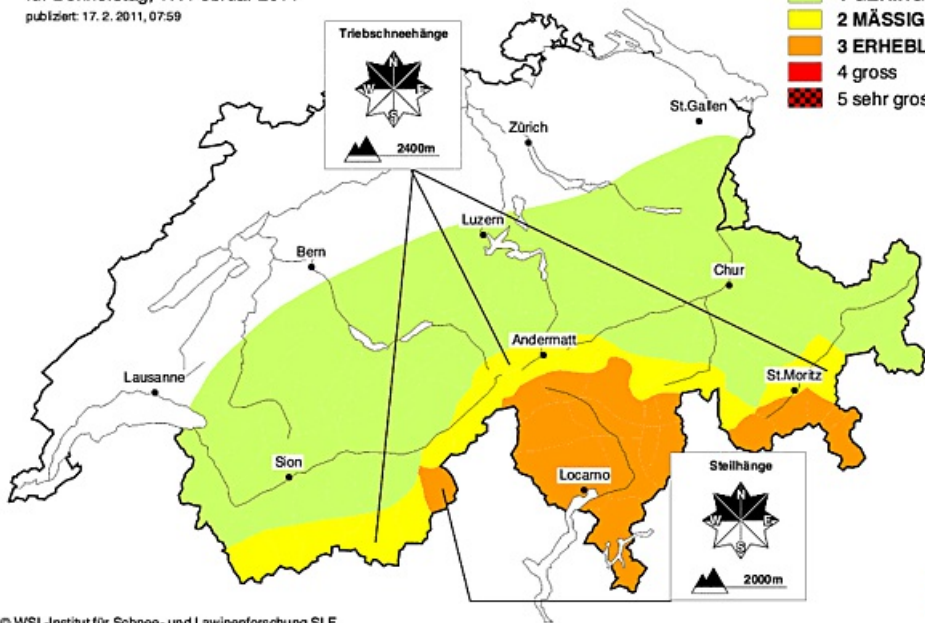 publiziert: 17. 2. 2011, 07:59
2 MÄSSIG
3 ERHEBL
4 gross
5 sehr gros
Triebschneehänge
N
W E
S
2400m
St.Gallen
Zürich
Luzern
Bern
Chur
Andermatt
St.Moritz
Lausanne
Sion
Locarno
Steilhänge
N
W E
S
2000m
© WSL-Institut für Schnee- und Lawinenforschung SLF